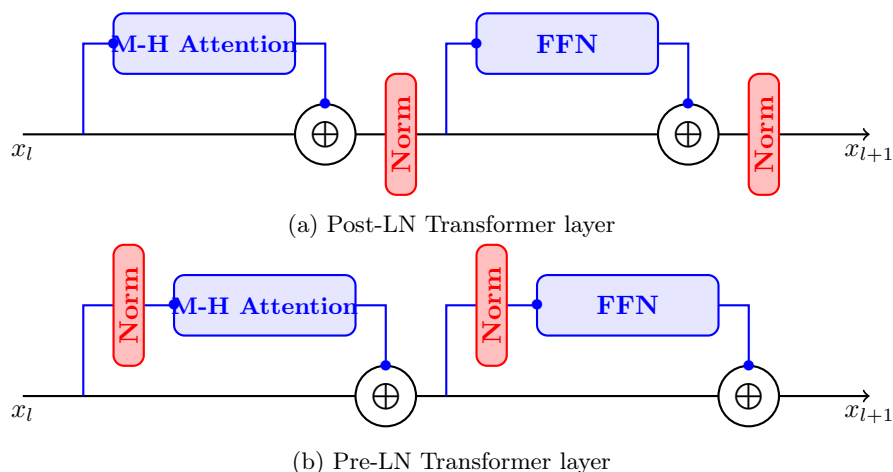 M-H Attention
FFN
Norm
Norm
x_l
x_{l+1}
(a) Post-LN Transformer layer
Norm
M-H Attention
Norm
FFN
x_l
x_{l+1}
(b) Pre-LN Transformer layer